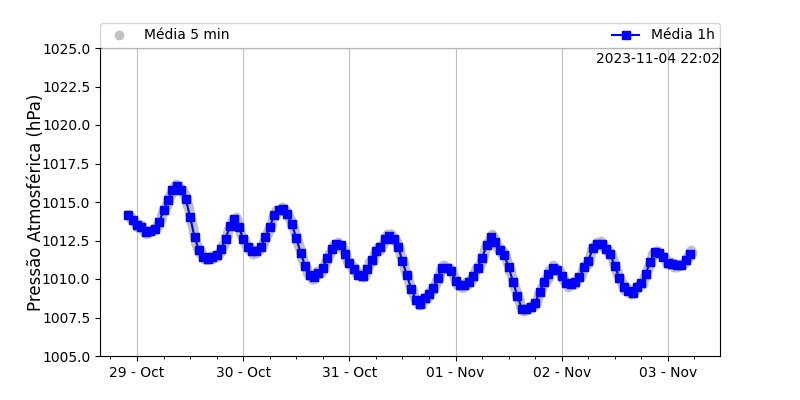 Média 5 min
Média 1h
2023-11-04 22:02
Pressão Atmosférica (hPa)
1025.0
1022.5
1020.0
1017.5
1015.0
1012.5
1010.0
1007.5
1005.0
29 - Oct
30 - Oct
31 - Oct
01 - Nov
02 - Nov
03 - Nov